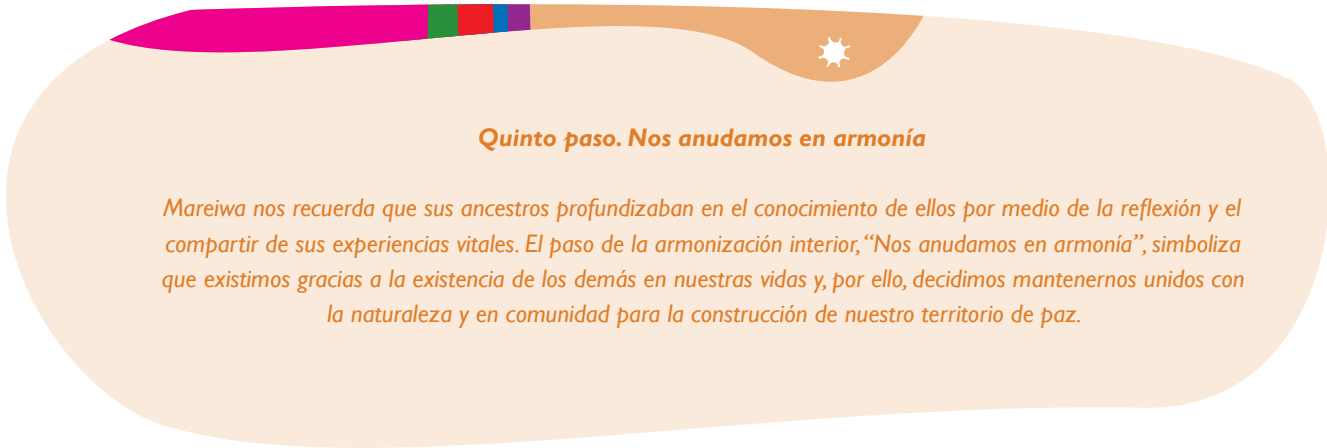 Quinto paso. Nos anudamos en armonía
Mareiwa nos recuerda que sus ancestros profundizaban en el conocimiento de ellos por medio de la reflexión y el
compartir de sus experiencias vitales. El paso de la armonización interior, “Nos anudamos en armonía”, simboliza
que existimos gracias a la existencia de los demás en nuestras vidas y, por ello, decidimos mantenernos unidos con
la naturaleza y en comunidad para la construcción de nuestro territorio de paz.